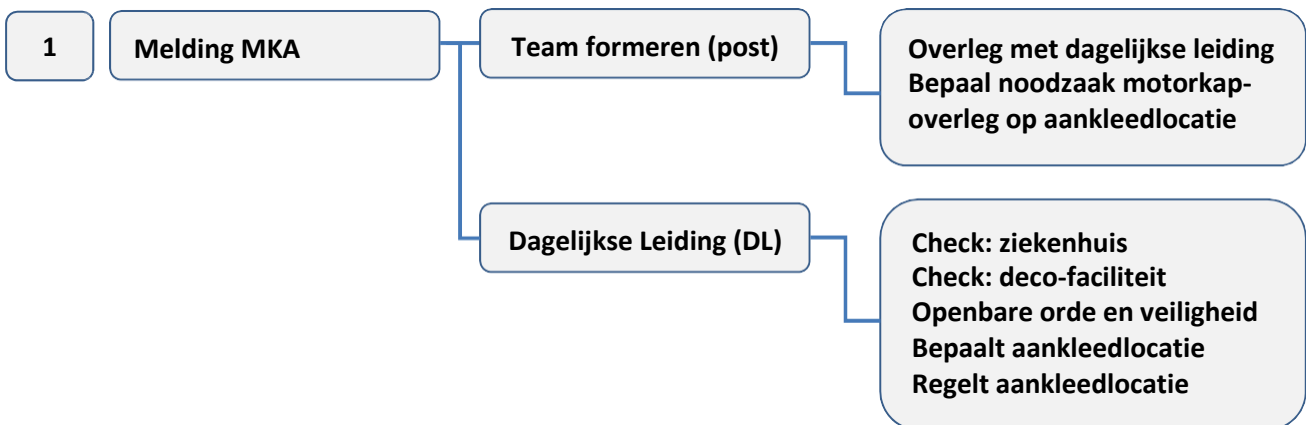 1
Melding MKA
Team formeren (post)
Overleg met dagelijkse leiding
Bepaal noodzaak motorkap-
overleg op aankleedlocatie
Dagelijkse Leiding (DL)
Check: ziekenhuis
Check: deco-faciliteit
Openbare orde en veiligheid
Bepaalt aankleedlocatie
Regelt aankleedlocatie